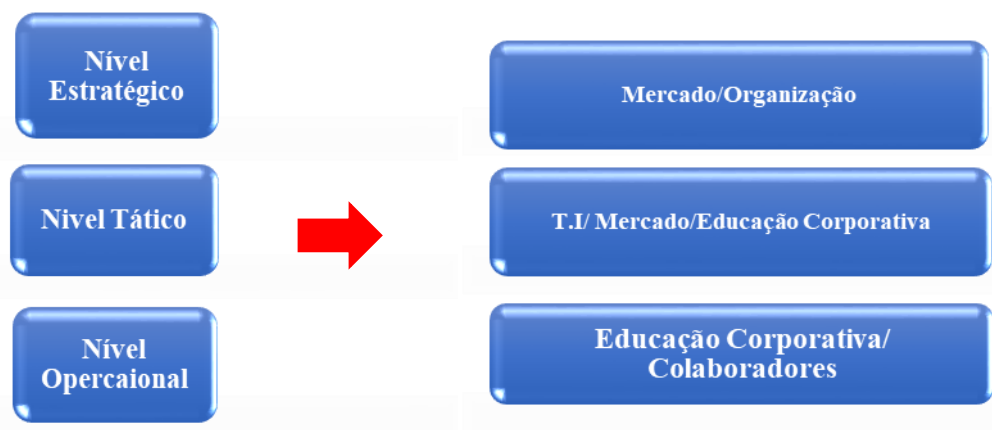 Nível
Estratégico
Mercado/Organização
Nivel Tático
T.I/ Mercado/Educação Corporativa
Nível
Opercaional
Educação Corporativa/
Colaboradores